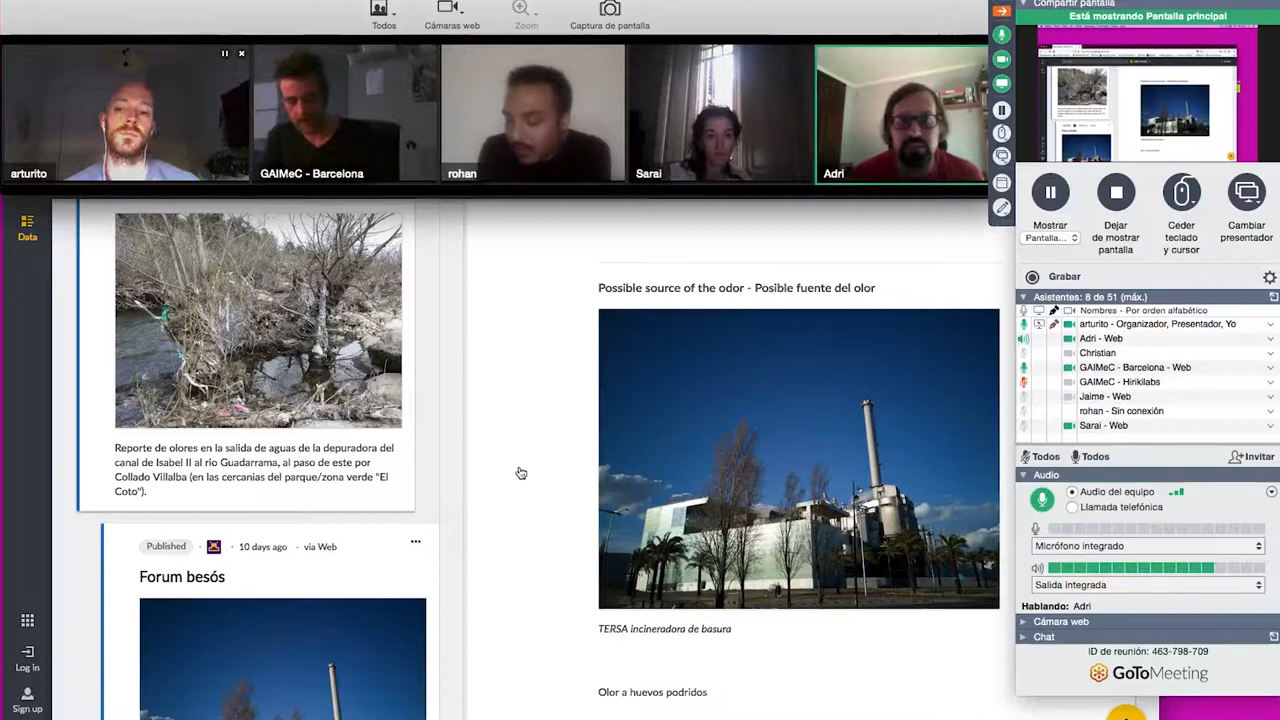 Todos
Cámaras web
Zoom
Captura de pantalla
Compartir pantalla
Está mostrando Pantalla principal
arturito
GAIMeC - Barcelona
rohan
Sarai
Adri
Mostrar
Pantalla...
Dejar
de mostrar
pantalla
Ceder
teclado
y cursor
Cambiar
presentador
Grabar
Asistentes: 8 de 51 (máx.)
Nombres - Por orden alfabético
arturito - Organizador, Presentador, Yo
Adri - Web
Christian
GAIMeC - Barcelona - Web
GAIMeC - Hirikilabs
Jaime - Web
rohan - Sin conexión
Sarai - Web
Todos
Todos
Invitar
Audio
Audio del equipo
Llamada telefónica
Micrófono integrado
Salida integrada
Hablando: Adri
Cámara web
Chat
ID de reunión: 463-798-709
GoToMeeting
Data
Log in
Sign up
Reporte de olores en la salida de aguas de la depuradora del
canal de Isabel II al rio Guadarrama, al paso de este por
Collado Villalba (en las cercanias del parque/zona verde "El
Coto").
Published · · 10 days ago · via Web
Forum besós
Possible source of the odor - Posible fuente del olor
TERSA incineradora de basura
Olor a huevos podridos